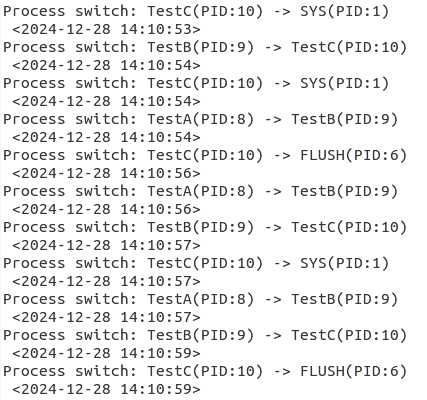 Process switch: TestC(PID:10) -> SYS(PID:1)
<2024-12-28 14:10:53>
Process switch: TestB(PID:9) -> TestC(PID:10)
<2024-12-28 14:10:54>
Process switch: TestC(PID:10) -> SYS(PID:1)
<2024-12-28 14:10:54>
Process switch: TestA(PID:8) -> TestB(PID:9)
<2024-12-28 14:10:54>
Process switch: TestC(PID:10) -> FLUSH(PID:6)
<2024-12-28 14:10:56>
Process switch: TestA(PID:8) -> TestB(PID:9)
<2024-12-28 14:10:56>
Process switch: TestB(PID:9) -> TestC(PID:10)
<2024-12-28 14:10:57>
Process switch: TestC(PID:10) -> SYS(PID:1)
<2024-12-28 14:10:57>
Process switch: TestA(PID:8) -> TestB(PID:9)
<2024-12-28 14:10:57>
Process switch: TestB(PID:9) -> TestC(PID:10)
<2024-12-28 14:10:59>
Process switch: TestC(PID:10) -> FLUSH(PID:6)
<2024-12-28 14:10:59>